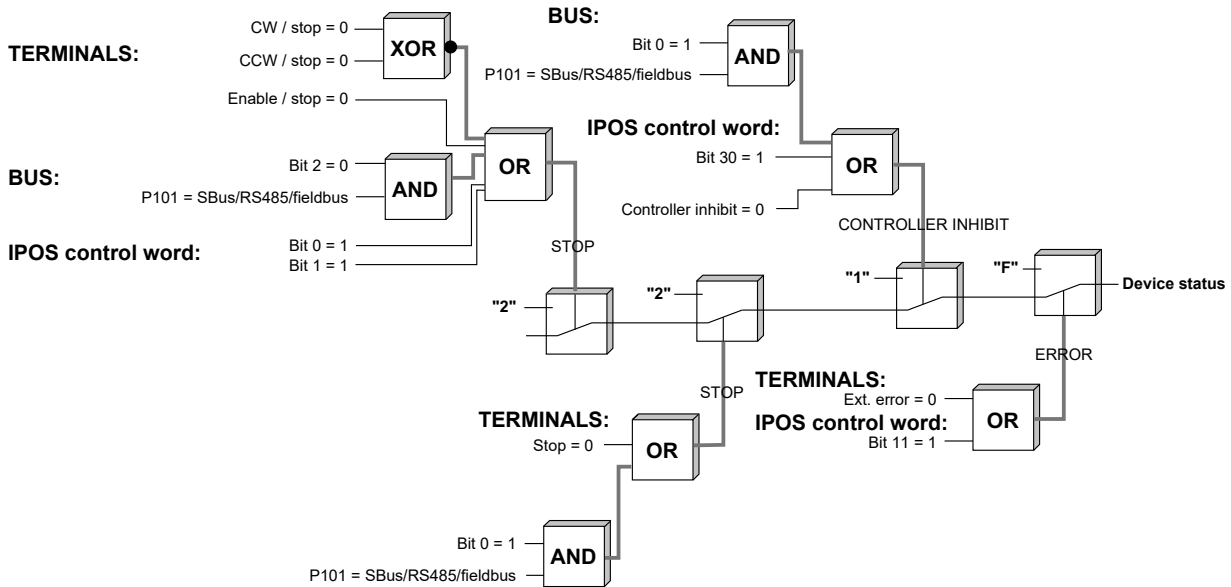 TERMINALS:
CW / stop = 0
CCW / stop = 0
XOR
Enable / stop = 0
BUS:
Bit 2 = 0
P101 = SBus/RS485/fieldbus
AND
OR
IPOS control word:
Bit 0 = 1
Bit 1 = 1
STOP
BUS:
Bit 0 = 1
P101 = SBus/RS485/fieldbus
AND
IPOS control word:
Bit 30 = 1
Controller inhibit = 0
OR
CONTROLLER INHIBIT
"2"
"2"
"1"
"F"
Device status
STOP
ERROR
TERMINALS:
Stop = 0
OR
Bit 0 = 1
P101 = SBus/RS485/fieldbus
AND
TERMINALS:
Ext. error = 0
IPOS control word:
Bit 11 = 1
OR